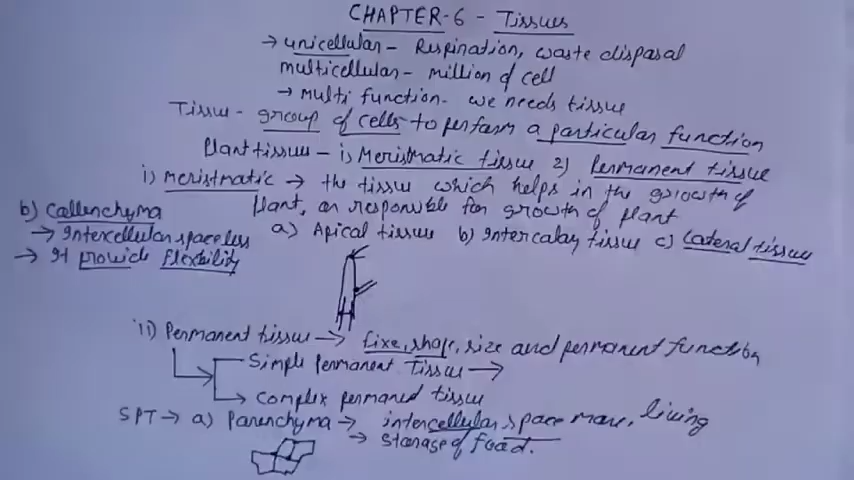 CHAPTER-6 - Tissues
→ unicellular - Respiration, waste disposal
multicellular - million of cell
→ multi function - we needs tissue
Tissue - group of cells to perform a particular function
Plant tissue - i) Meristmatic tissue 2) Permanent tissue
i) Meristmatic → the tissue which helps in the growth of
plant, or responsible for growth of plant
a) Apical tissue b) Intercalay tissue c) Lateral tissue
b) Collenchyma
→ Intercellular space less
→ It provide flexibility
ii) Permanent tissue → fixe, shape, size and permanent function
→ Simple permanent tissue →
→ complex permanent tissue
SPT → a) Parenchyma → intercellular space more, living
→ storage of food.